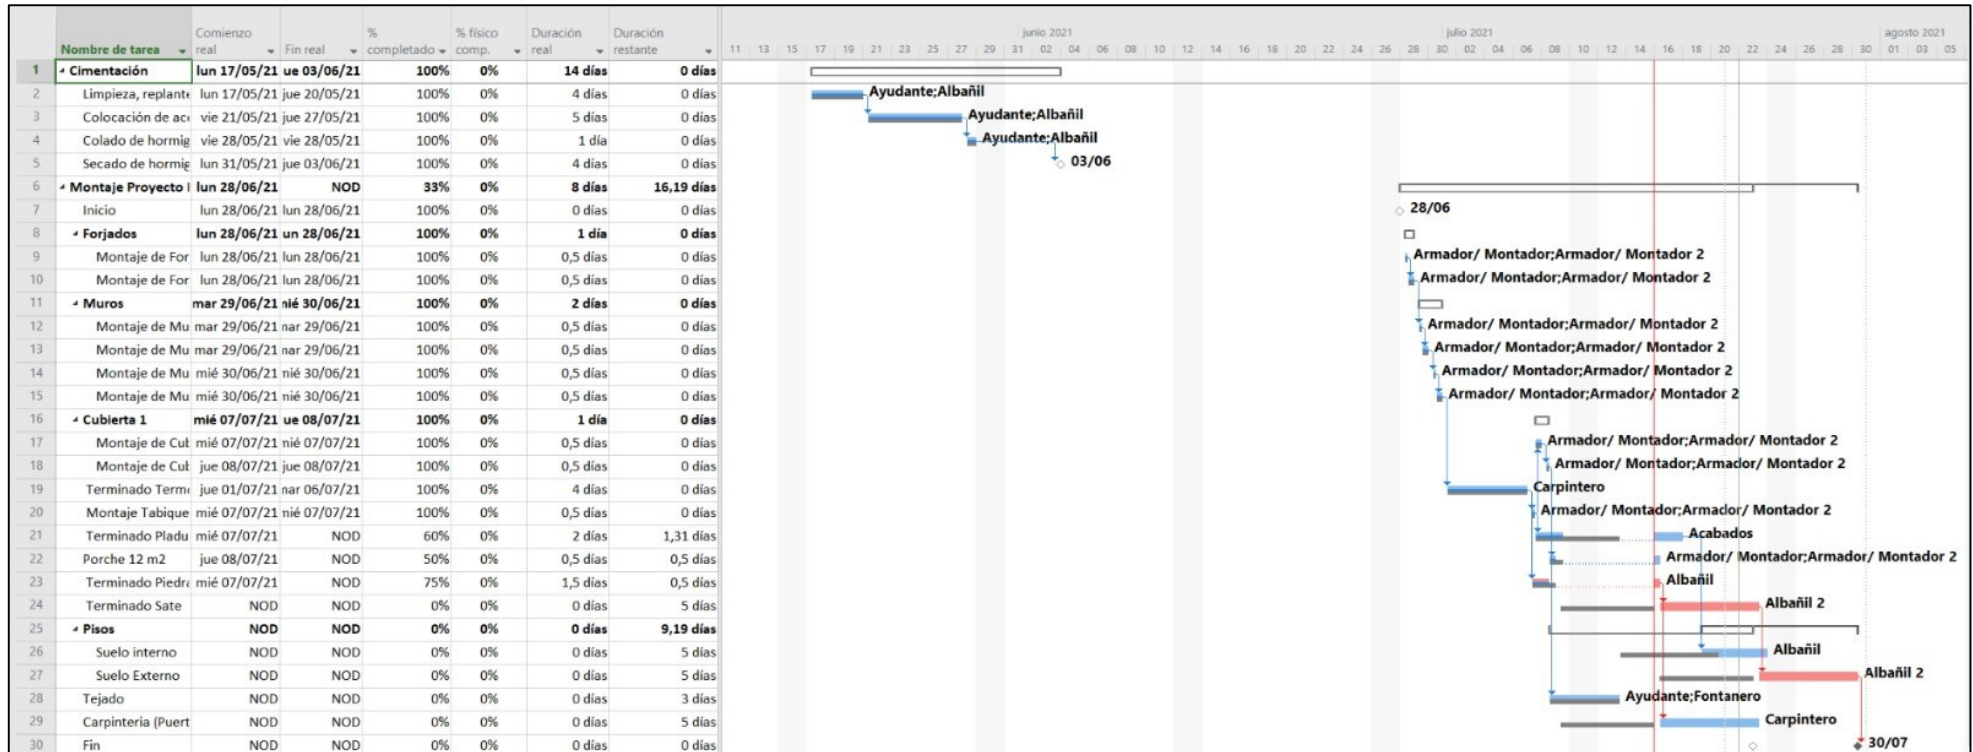 Nombre de tarea Comienzo real Fin real % completado % físico comp. Duración real Duración restante
junio 2021 julio 2021 agosto 2021
11 13 15 17 19 21 23 25 27 29 31 02 04 06 08 10 12 14 16 18 20 22 24 26 28 30 02 04 06 08 10 12 14 16 18 20 22 24 26 28 30 01 03 05
1 Cimentación lun 17/05/21 ue 03/06/21 100% 0% 14 días 0 días
2 Limpieza, replante lun 17/05/21 jue 20/05/21 100% 0% 4 días 0 días Ayudante;Albañil
3 Colocación de ac vie 21/05/21 jue 27/05/21 100% 0% 5 días 0 días Ayudante;Albañil
4 Colado de hormig vie 28/05/21 vie 28/05/21 100% 0% 1 día 0 días Ayudante;Albañil
5 Secado de hormig lun 31/05/21 jue 03/06/21 100% 0% 4 días 0 días 03/06
6 Montaje Proyecto lun 28/06/21 NOD 33% 0% 8 días 16,19 días
7 Inicio lun 28/06/21 lun 28/06/21 100% 0% 0 días 0 días 28/06
8 Forjados lun 28/06/21 un 28/06/21 100% 0% 1 día 0 días
9 Montaje de For lun 28/06/21 lun 28/06/21 100% 0% 0,5 días 0 días Armador/ Montador;Armador/ Montador 2
10 Montaje de For lun 28/06/21 lun 28/06/21 100% 0% 0,5 días 0 días Armador/ Montador;Armador/ Montador 2
11 Muros mar 29/06/21 nié 30/06/21 100% 0% 2 días 0 días
12 Montaje de Mu mar 29/06/21 nar 29/06/21 100% 0% 0,5 días 0 días Armador/ Montador;Armador/ Montador 2
13 Montaje de Mu mar 29/06/21 nar 29/06/21 100% 0% 0,5 días 0 días Armador/ Montador;Armador/ Montador 2
14 Montaje de Mu mié 30/06/21 nié 30/06/21 100% 0% 0,5 días 0 días Armador/ Montador;Armador/ Montador 2
15 Montaje de Mu mié 30/06/21 nié 30/06/21 100% 0% 0,5 días 0 días Armador/ Montador;Armador/ Montador 2
16 Cubierta 1 mié 07/07/21 ue 08/07/21 100% 0% 1 día 0 días
17 Montaje de Cub mié 07/07/21 nié 07/07/21 100% 0% 0,5 días 0 días Armador/ Montador;Armador/ Montador 2
18 Montaje de Cub jue 08/07/21 jue 08/07/21 100% 0% 0,5 días 0 días Armador/ Montador;Armador/ Montador 2
19 Terminado Term jue 01/07/21 nar 06/07/21 100% 0% 4 días 0 días Carpintero
20 Montaje Tabique mié 07/07/21 nié 07/07/21 100% 0% 0,5 días 0 días Armador/ Montador;Armador/ Montador 2
21 Terminado Pladu mié 07/07/21 NOD 60% 0% 2 días 1,31 días Acabados
22 Porche 12 m2 jue 08/07/21 NOD 50% 0% 0,5 días 0,5 días Armador/ Montador;Armador/ Montador 2
23 Terminado Piedra mié 07/07/21 NOD 75% 0% 1,5 días 0,5 días Albañil
24 Terminado Sate NOD NOD 0% 0% 0 días 5 días Albañil 2
25 Pisos NOD NOD 0% 0% 0 días 9,19 días
26 Suelo interno NOD NOD 0% 0% 0 días 5 días Albañil
27 Suelo Externo NOD NOD 0% 0% 0 días 5 días Albañil 2
28 Tejado NOD NOD 0% 0% 0 días 3 días Ayudante;Fontanero
29 Carpinteria (Puert NOD NOD 0% 0% 0 días 5 días Carpintero
30 Fin NOD NOD 0% 0% 0 días 0 días 30/07